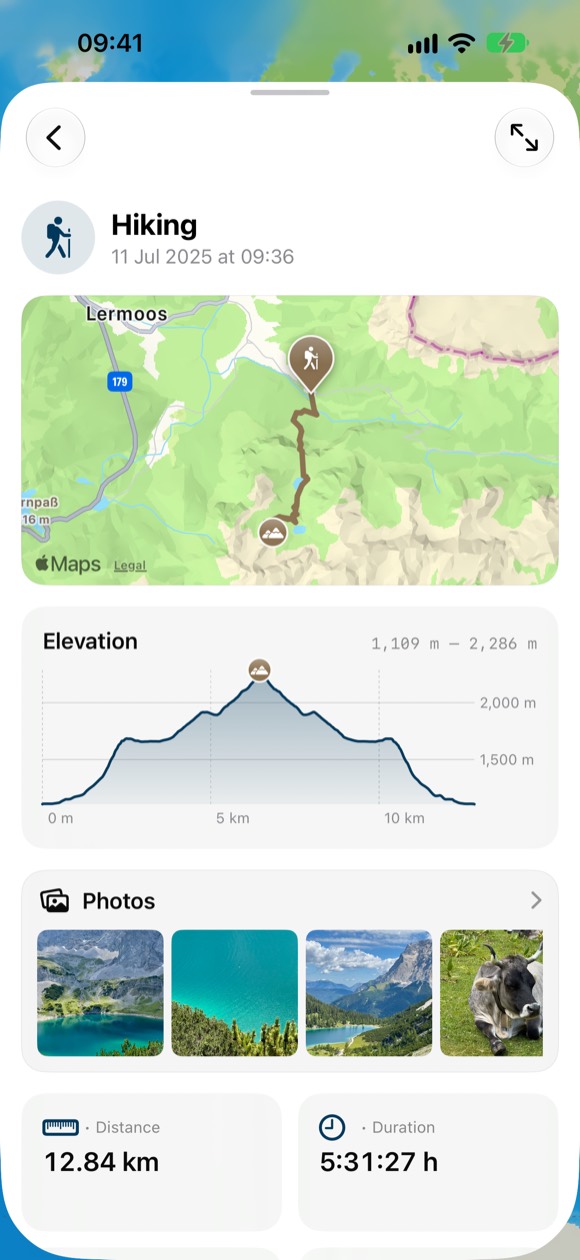 09:41
Hiking
11 Jul 2025 at 09:36
Lermoos
179
rnpaß
16 m
Maps Legal
Elevation
1,109 m – 2,286 m
2,000 m
1,500 m
0 m 5 km 10 km
Photos
· Distance
12.84 km
· Duration
5:31:27 h